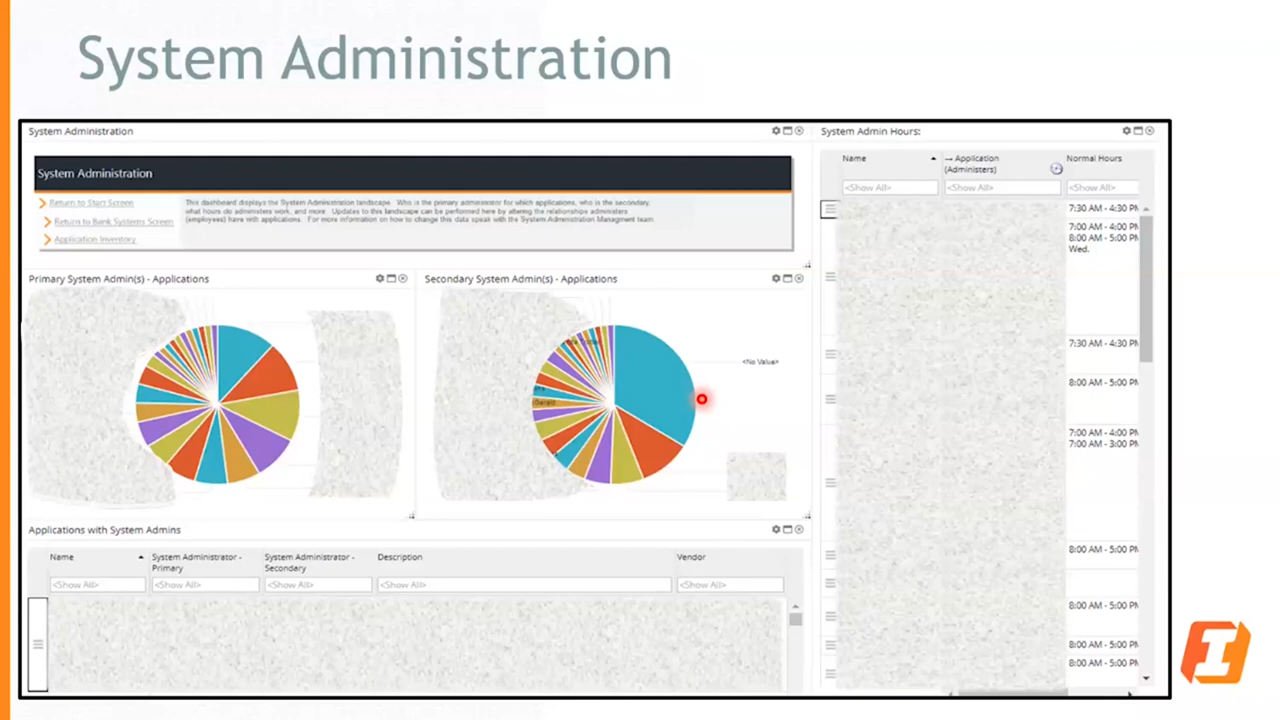 System Administration
System Administration
System Administration
Return to Start Screen
Return to Bank Systems Screen
Application Inventory
This dashboard displays the System Administration landscape. Who is the primary administrator for which applications, who is the secondary,
what hours do administers work, and more. Updates to this landscape can be performed here by altering the relationships administers
(employees) have with applications. For more information on how to change this data speak with the System Administration Managment team.
Primary System Admin(s) - Applications
Secondary System Admin(s) - Applications
<No Value>
Applications with System Admins
Name
System Administrator -
Primary
System Administrator -
Secondary
Description
Vendor
<Show All>
<Show All>
<Show All>
<Show All>
<Show All>
System Admin Hours:
Name
→ Application
(Administers)
Normal Hours
<Show All>
<Show All>
<Show All>
7:30 AM - 4:30 PM
7:00 AM - 4:00 PM
8:00 AM - 5:00 PM
Wed.
7:30 AM - 4:30 PM
8:00 AM - 5:00 PM
7:00 AM - 4:00 PM
7:00 AM - 3:00 PM
8:00 AM - 5:00 PM
8:00 AM - 5:00 PM
8:00 AM - 5:00 PM
8:00 AM - 5:00 PM